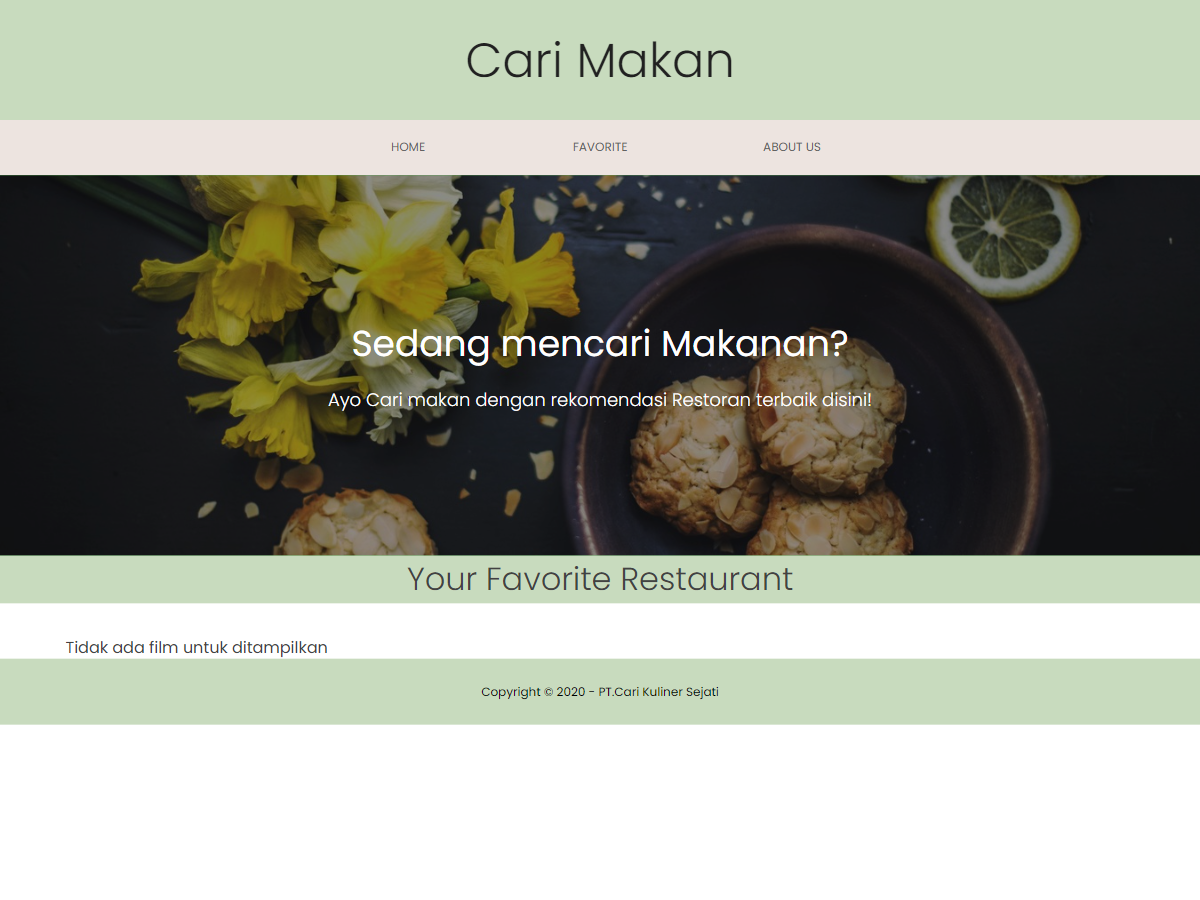 Cari Makan
HOME FAVORITE ABOUT US
Sedang mencari Makanan?
Ayo Cari makan dengan rekomendasi Restoran terbaik disini!
Your Favorite Restaurant
Tidak ada film untuk ditampilkan
Copyright © 2020 - PT.Cari Kuliner Sejati